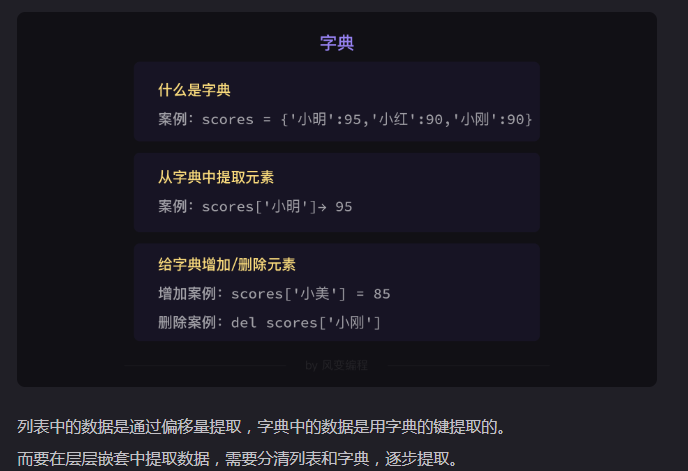 字典
什么是字典
案例：scores = {'小明':95,'小红':90,'小刚':90}
从字典中提取元素
案例：scores['小明']→ 95
给字典增加/删除元素
增加案例：scores['小美'] = 85
删除案例：del scores['小刚']
by 风变编程
列表中的数据是通过偏移量提取，字典中的数据是用字典的键提取的。
而要在层层嵌套中提取数据，需要分清列表和字典，逐步提取。